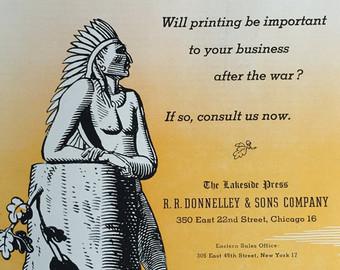 Will printing be important
to your business
after the war?
If so, consult us now.
The Lakeside Press
R. R. DONNELLEY & SONS COMPANY
350 East 22nd Street, Chicago 16
Eastern Sales Office:
305 East 45th Street, New York 17